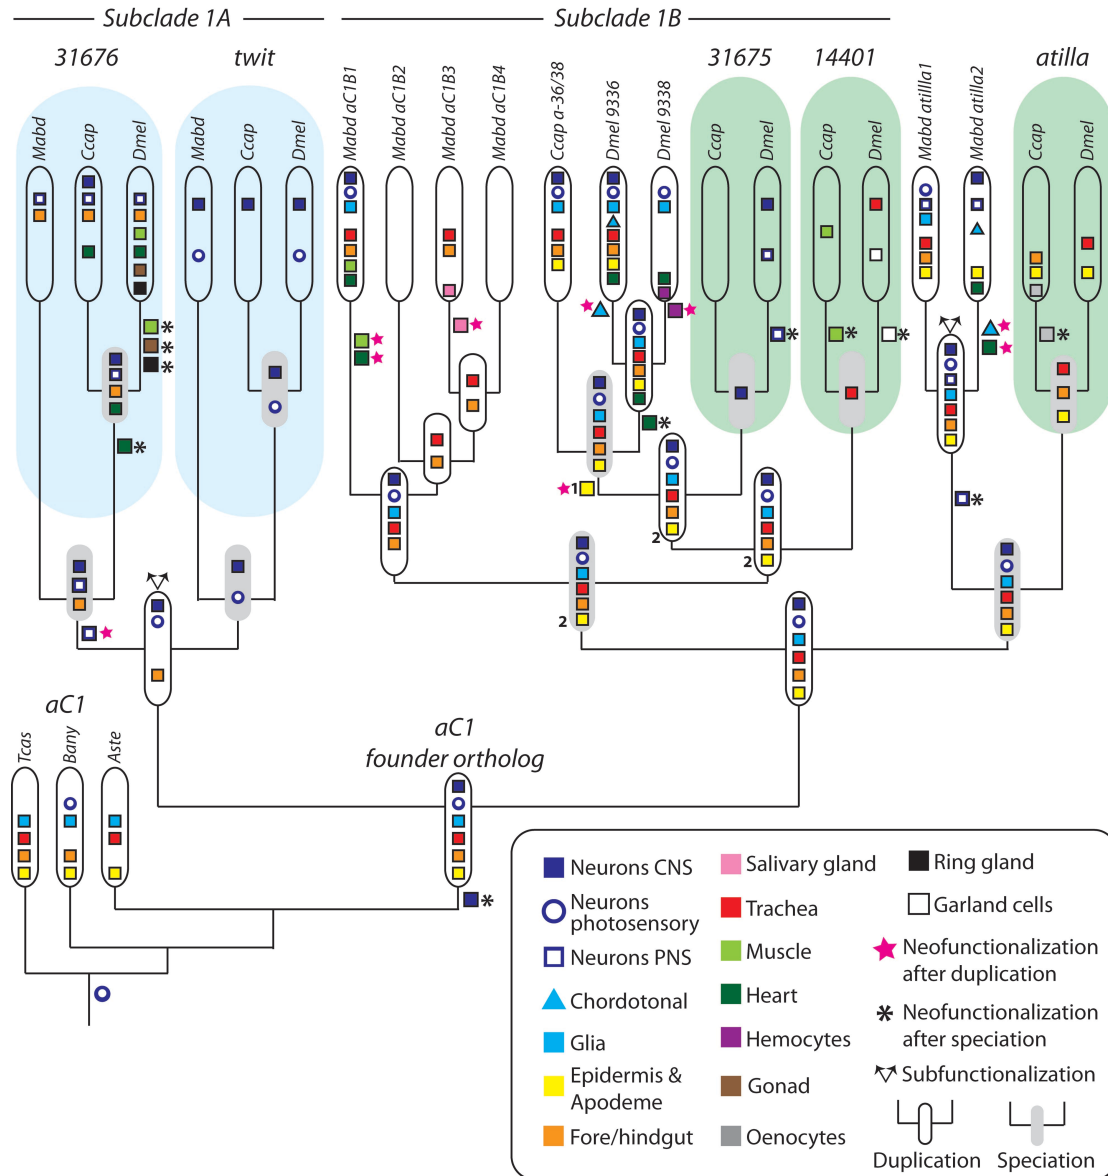 Subclade 1A
Subclade 1B
31676
twit
31675
14401
atilla
Mabd
Ccap
Dmel
Mabd
Ccap
Dmel
Mabd aC1B1
Mabd aC1B2
Mabd aC1B3
Mabd aC1B4
Ccap a-36/38
Dmel 9336
Dmel 9338
Ccap
Dmel
Ccap
Dmel
Mabd atillla1
Mabd atilla2
Ccap
Dmel
*
*
*
*
*
*
*
*
*
*
1
2
2
2
aC1
Tcas
Bany
Aste
aC1
founder ortholog
*
Neurons CNS
Neurons
photosensory
Neurons PNS
Chordotonal
Glia
Epidermis &
Apodeme
Fore/hindgut
Salivary gland
Trachea
Muscle
Heart
Hemocytes
Gonad
Oenocytes
Ring gland
Garland cells
Neofunctionalization
after duplication
* Neofunctionalization
after speciation
Subfunctionalization
Duplication
Speciation